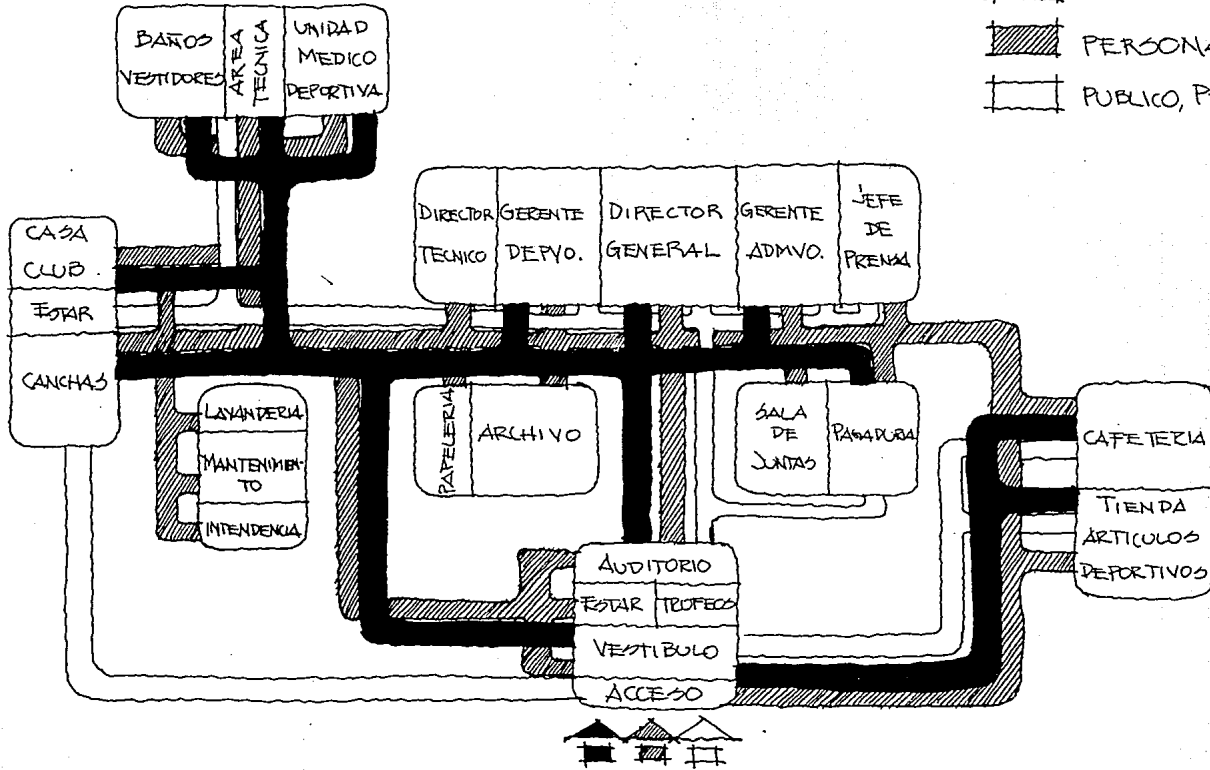 PERSONA
PUBLICO, P
BAÑOS
VESTIDORES
AREA
TECNICA
UNIDAD
MEDICO
DEPORTIVA
DIRECTOR
TECNICO
GERENTE
DEPVO.
DIRECTOR
GENERAL
GERENTE
ADMVO.
JEFE
DE
PRENSA
CASA
CLUB.
ESTAR
CANCHAS
LAVANDERIA
MANTENIMIEN-
TO
INTENDENCIA
PAPELERIA
ARCHIVO
SALA
DE
JUNTAS
PAGADURA
CAFETERIA
TIENDA
ARTICULOS
DEPORTIVOS
AUDITORIO
ESTAR
TROFEOS
VESTIBULO
ACCESO